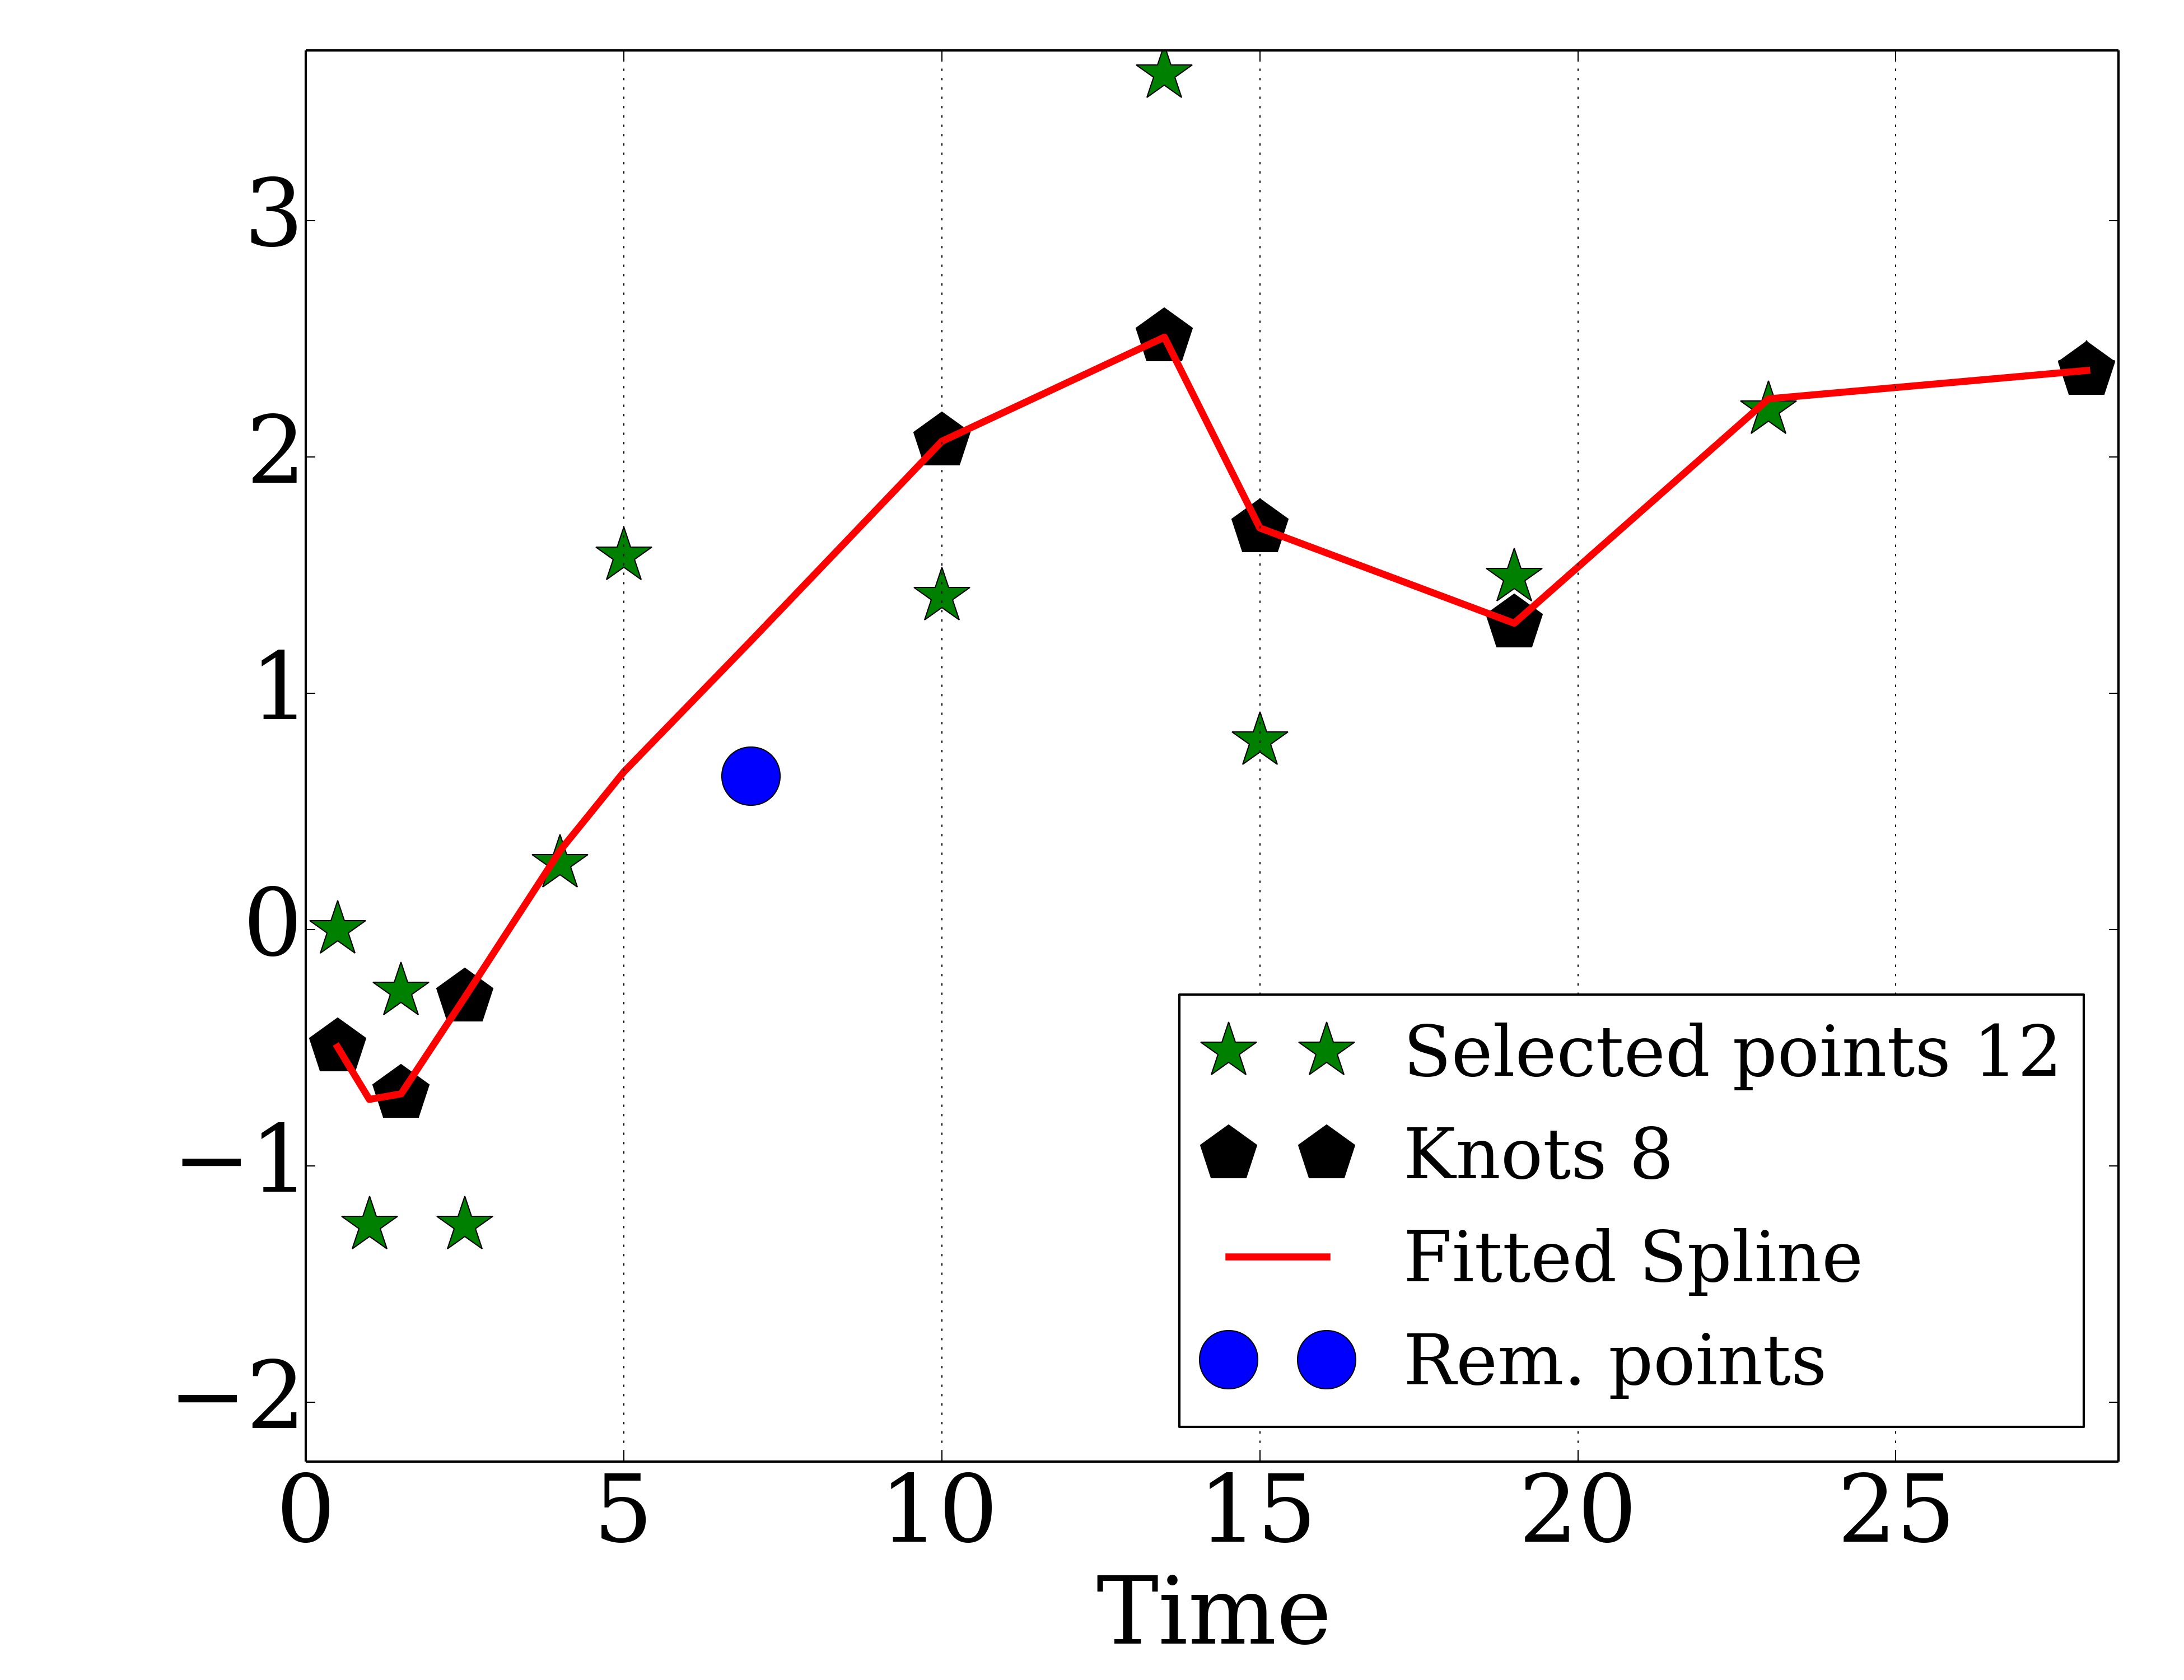 3
2
1
0
−1
−2
0 5 10 15 20 25
Time
Selected points 12
Knots 8
Fitted Spline
Rem. points